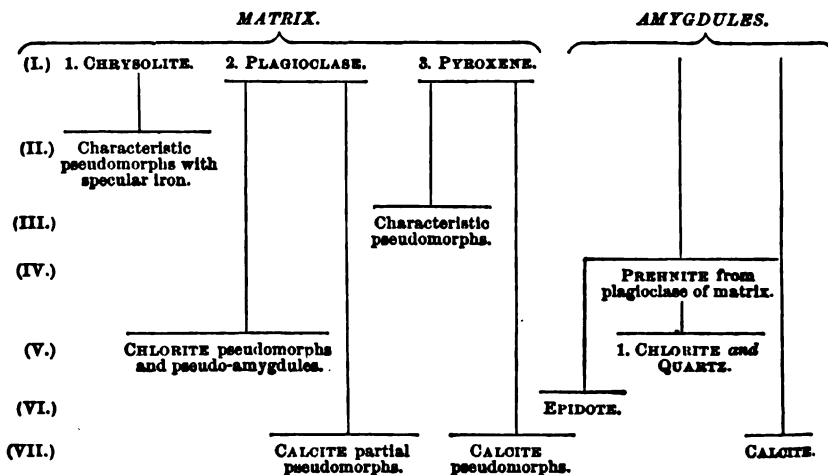 MATRIX. AMYGDULES.
(I.) 1. CHRYSOLITE. 2. PLAGIOCLASE. 3. PYROXENE.
(II.) Characteristic
pseudomorphs with
specular iron.
(III.) Characteristic
pseudomorphs.
(IV.) PREHNITE from
plagioclase of matrix.
(V.) CHLORITE pseudomorphs
and pseudo-amygdules.
1. CHLORITE and
QUARTZ.
(VI.) EPIDOTE.
(VII.) CALCITE partial
pseudomorphs.
CALCITE
pseudomorphs.
CALCITE.